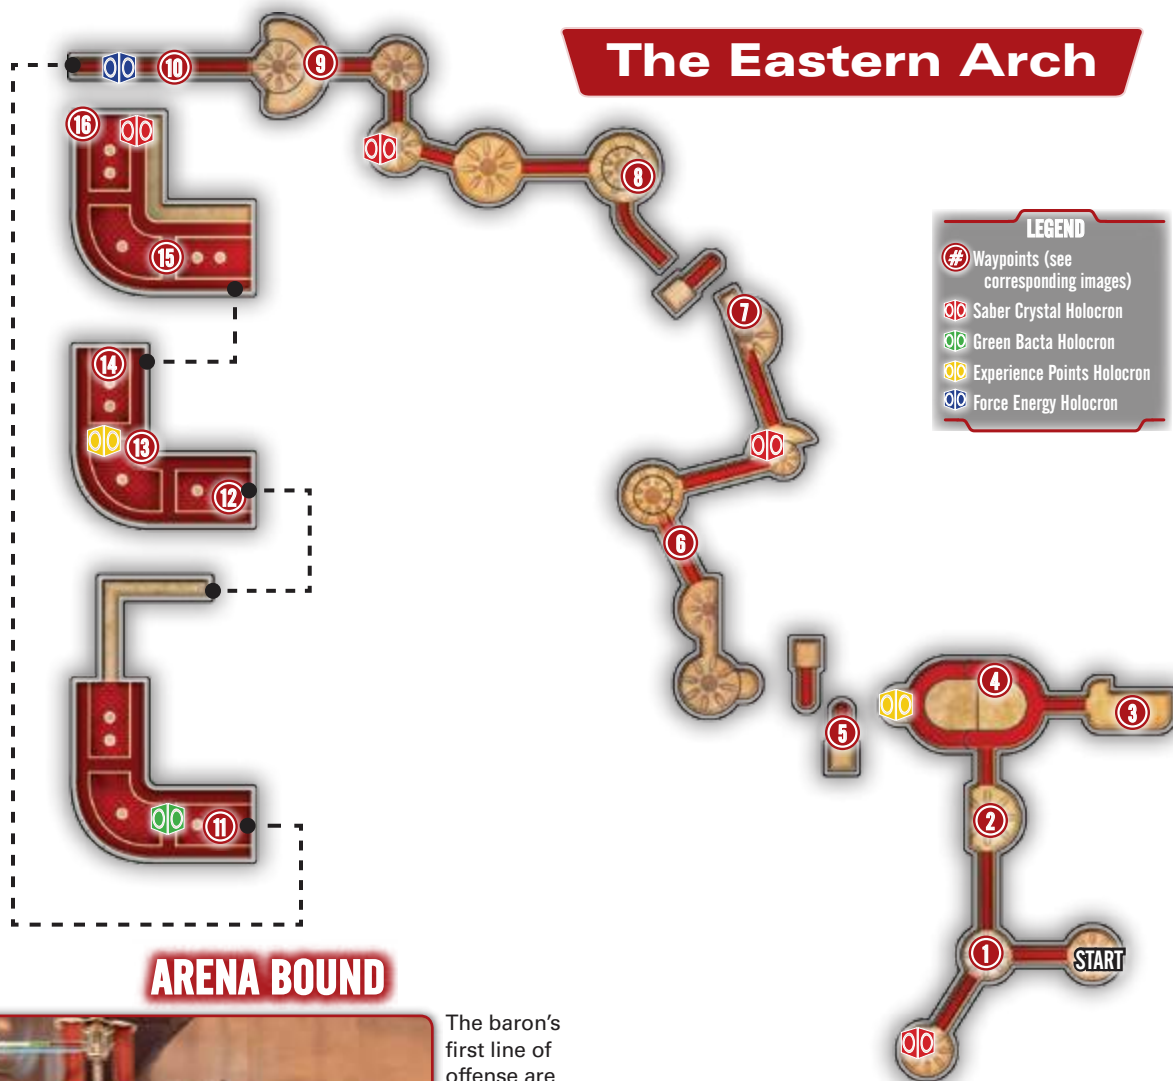 The Eastern Arch
10
9
16
8
15
7
14
13
12
6
4
3
5
2
11
1
START
LEGEND
# Waypoints (see
corresponding images)
Saber Crystal Holocron
Green Bacta Holocron
Experience Points Holocron
Force Energy Holocron
ARENA BOUND
The baron's
first line of
offense are